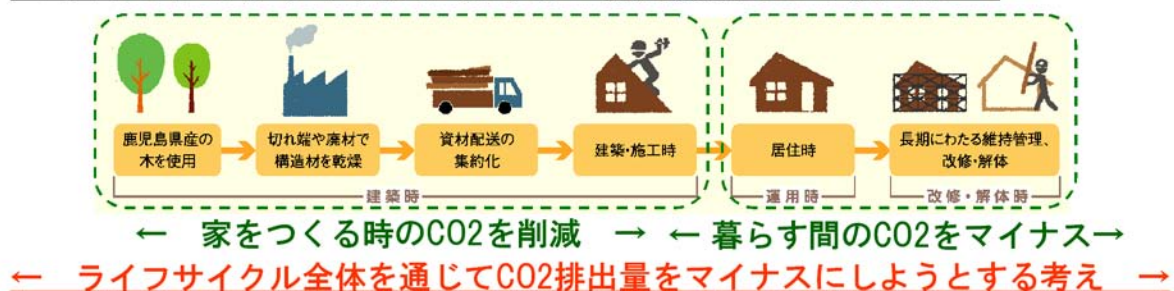 鹿児島県産の
木を使用
切れ端や廃材で
構造材を乾燥
資材配送の
集約化
建築・施工時
居住時
長期にわたる維持管理、
改修・解体
建築時
運用時
改修・解体時
← 家をつくる時のCO2を削減 →
← 暮らす間のCO2をマイナス→
← ライフサイクル全体を通じてCO2排出量をマイナスにしようとする考え →